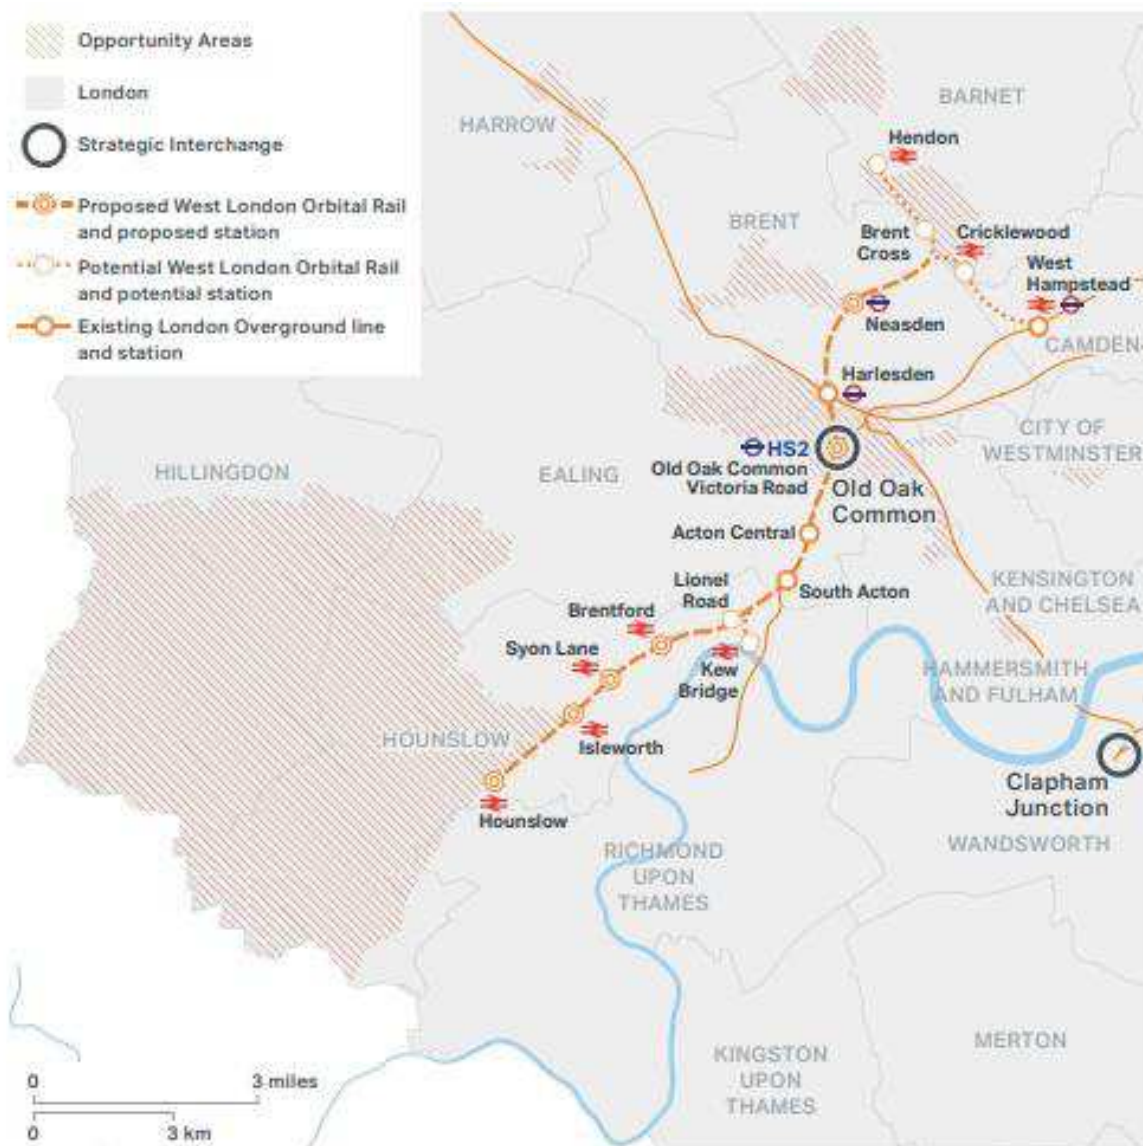 Opportunity Areas
London
Strategic Interchange
Proposed West London Orbital Rail
and proposed station
Potential West London Orbital Rail
and potential station
Existing London Overground line
and station
HARROW
BARNET
Hendon
BRENT
Brent
Cross
Cricklewood
West
Hampstead
Neasden
CAMDEN
Harlesden
CITY OF
WESTMINSTER
HILLINGDON
EALING
HS2
Old Oak Common
Victoria Road
Old Oak
Common
Acton Central
Lionel
Road
South Acton
KENSINGTON
AND CHELSEA
Brentford
Syon Lane
Kew
Bridge
HAMMERSMITH
AND FULHAM
HOUNSLOW
Isleworth
Hounslow
Clapham
Junction
WANDSWORTH
RICHMOND
UPON
THAMES
MERTON
KINGSTON
UPON
THAMES
0 3 miles
0 3 km